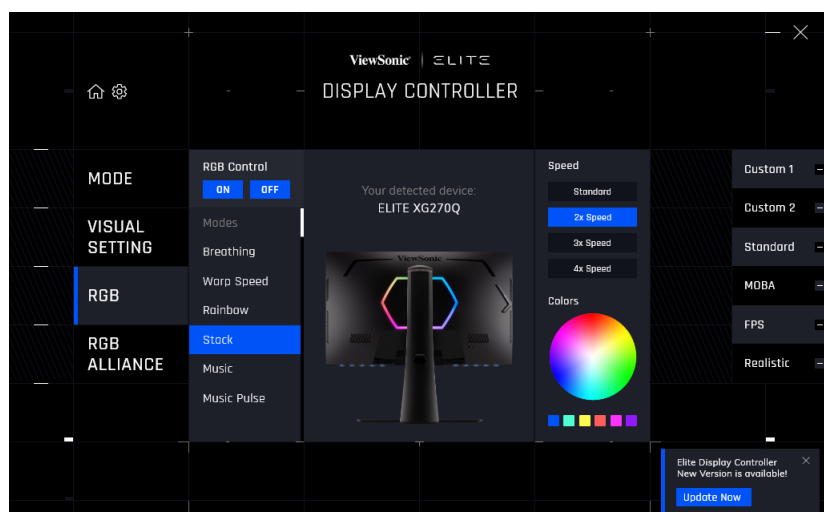 ViewSonic ELITE
DISPLAY CONTROLLER
MODE
VISUAL
SETTING
RGB
RGB
ALLIANCE
RGB Control
ON OFF
Modes
Breathing
Warp Speed
Rainbow
Stack
Music
Music Pulse
Your detected device:
ELITE XG270Q
ViewSonic
Speed
Standard
2x Speed
3x Speed
4x Speed
Colors
Custom 1
Custom 2
Standard
MOBA
FPS
Realistic
Elite Display Controller
New Version is available!
Update Now